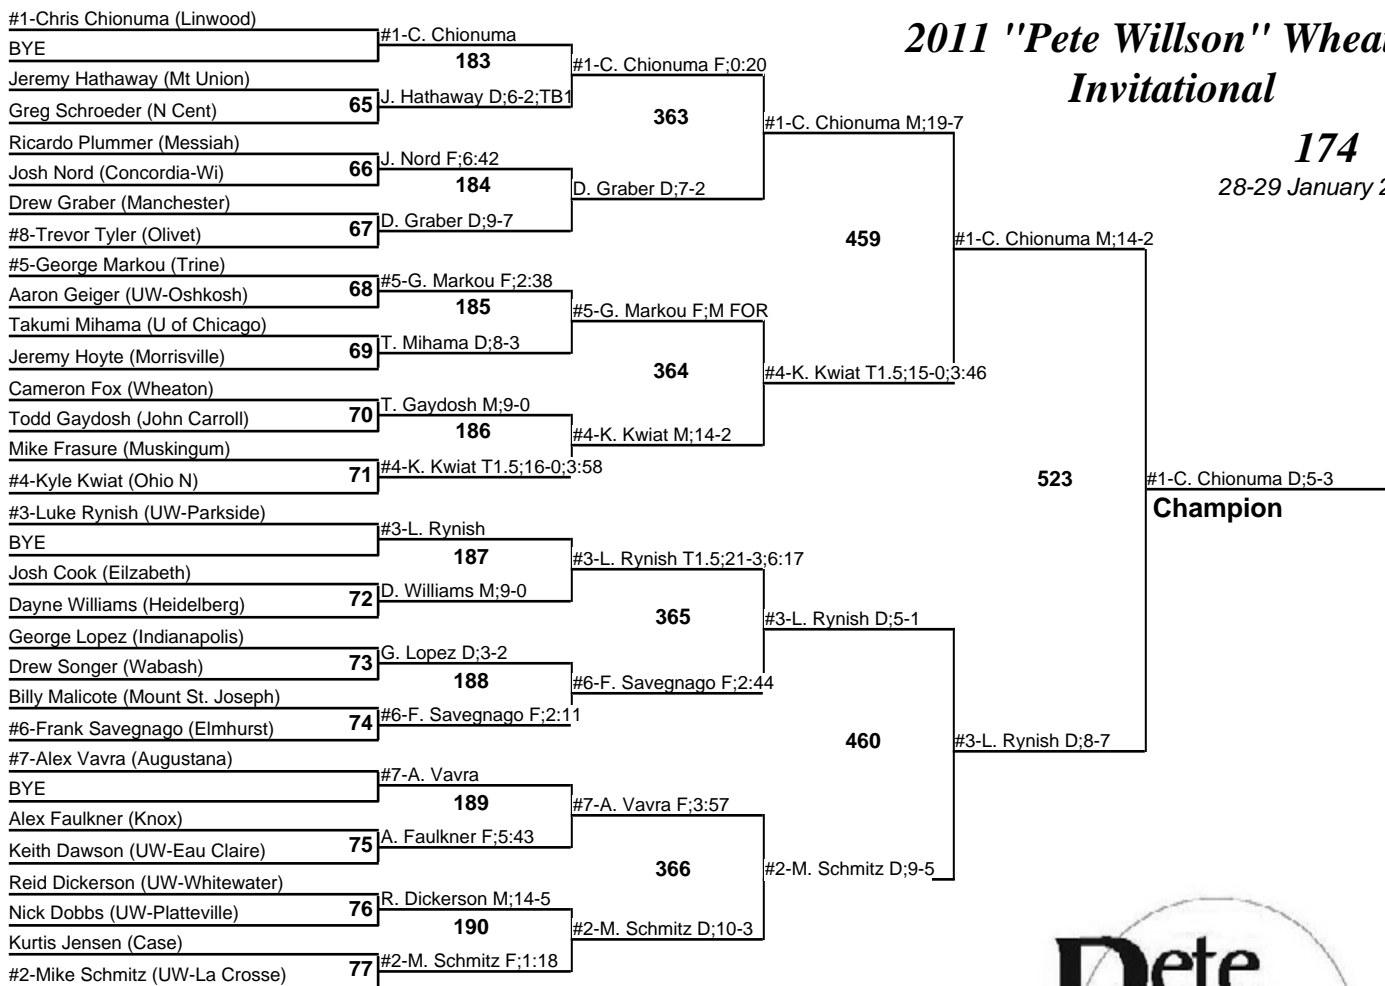 #1-Chris Chionuma (Linwood)
BYE
Jeremy Hathaway (Mt Union)
Greg Schroeder (N Cent)
Ricardo Plummer (Messiah)
Josh Nord (Concordia-Wi)
Drew Graber (Manchester)
#8-Trevor Tyler (Olivet)
#5-George Markou (Trine)
Aaron Geiger (UW-Oshkosh)
Takumi Mihama (U of Chicago)
Jeremy Hoyte (Morrisville)
Cameron Fox (Wheaton)
Todd Gaydosh (John Carroll)
Mike Frasure (Muskingum)
#4-Kyle Kwiat (Ohio N)
#3-Luke Rynish (UW-Parkside)
BYE
Josh Cook (Eilzabeth)
Dayne Williams (Heidelberg)
George Lopez (Indianapolis)
Drew Songer (Wabash)
Billy Malicote (Mount St. Joseph)
#6-Frank Savegnago (Elmhurst)
#7-Alex Vavra (Augustana)
BYE
Alex Faulkner (Knox)
Keith Dawson (UW-Eau Claire)
Reid Dickerson (UW-Whitewater)
Nick Dobbs (UW-Platteville)
Kurtis Jensen (Case)
#2-Mike Schmitz (UW-La Crosse)
65
66
67
68
69
70
71
72
73
74
75
76
77
#1-C. Chionuma
183
J. Hathaway D;6-2;TB1
J. Nord F;6:42
184
D. Graber D;9-7
#5-G. Markou F;2:38
185
T. Mihama D;8-3
T. Gaydosh M;9-0
186
#4-K. Kwiat T1.5;16-0;3:58
#3-L. Rynish
187
D. Williams M;9-0
G. Lopez D;3-2
188
#6-F. Savegnago F;2:11
#7-A. Vavra
189
A. Faulkner F;5:43
R. Dickerson M;14-5
190
#2-M. Schmitz F;1:18
#1-C. Chionuma F;0:20
363
D. Graber D;7-2
#5-G. Markou F;M FOR
364
#4-K. Kwiat M;14-2
#3-L. Rynish T1.5;21-3;6:17
365
#6-F. Savegnago F;2:44
#7-A. Vavra F;3:57
366
#2-M. Schmitz D;10-3
#1-C. Chionuma M;19-7
459
#4-K. Kwiat T1.5;15-0;3:46
#3-L. Rynish D;5-1
460
#2-M. Schmitz D;9-5
#1-C. Chionuma M;14-2
523
#3-L. Rynish D;8-7
#1-C. Chionuma D;5-3
Champion
2011 "Pete Willson" Whea
Invitational
174
28-29 January 2
Pete